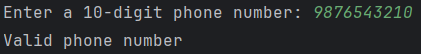 Enter a 10-digit phone number: 9876543210
Valid phone number